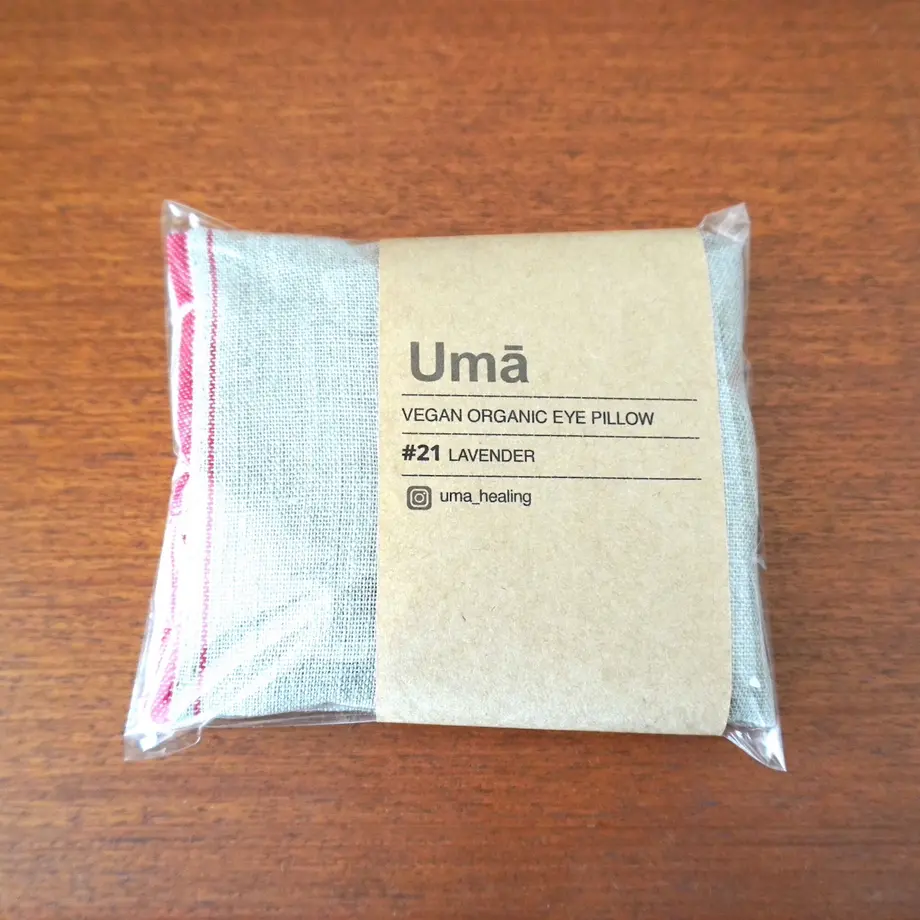 Umā
VEGAN ORGANIC EYE PILLOW
#21 LAVENDER
uma_healing